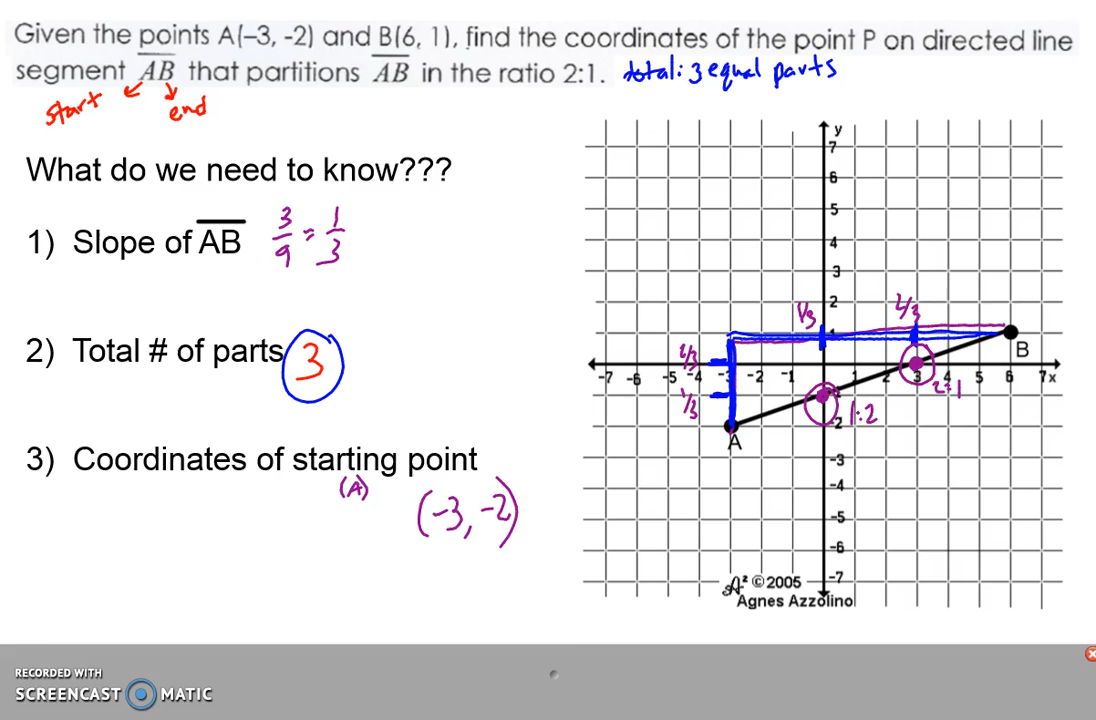 Given the points A(–3, -2) and B(6, 1), find the coordinates of the point P on directed line
segment AB that partitions AB in the ratio 2:1. total: 3 equal parts
start end
What do we need to know???
1) Slope of AB 3/9 = 1/3
2) Total # of parts 3
3) Coordinates of starting point
(A) (-3, -2)
y
7
6
5
4
3
2
1/3 2/3
1
B
2/3
-7 -6 -5 -4 -3 -2 -1 2 3 4 5 6 7x
2:1
1/3
1:2
-2
A
-3
-4
-5
-6
-7
A² ©2005
Agnes Azzolino
RECORDED WITH
SCREENCAST MATIC